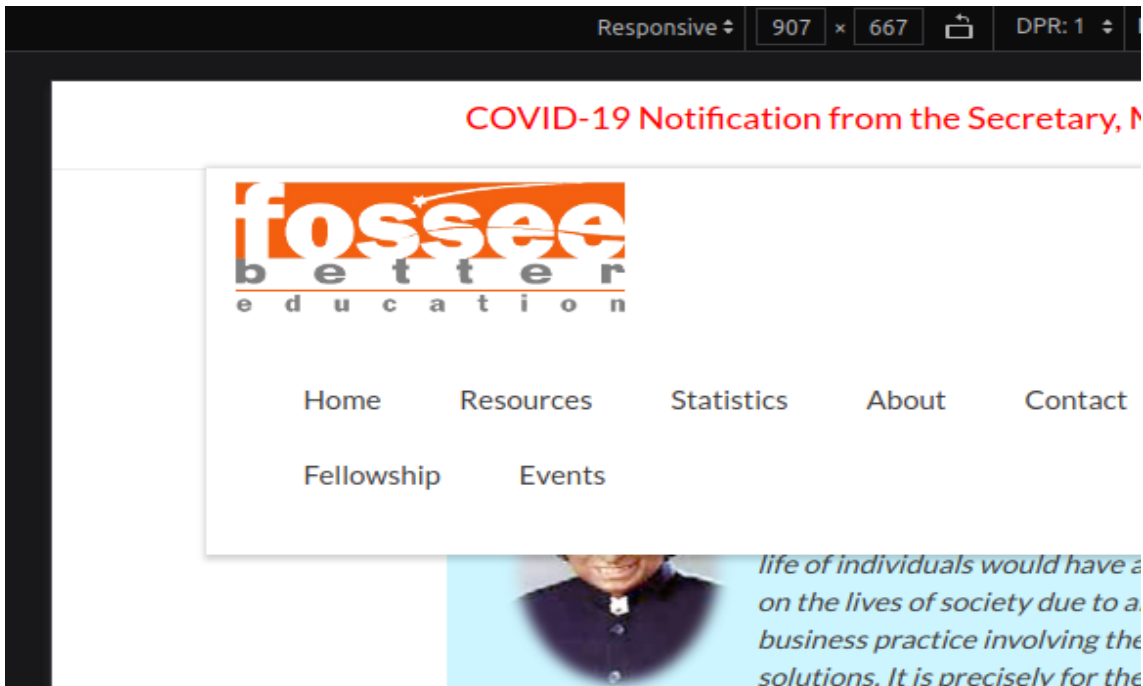 Responsive 907 × 667 DPR: 1
COVID-19 Notification from the Secretary,
fossee
better
education
Home Resources Statistics About Contact
Fellowship Events
life of individuals would have a
on the lives of society due to a
business practice involving the
solutions. It is precisely for the